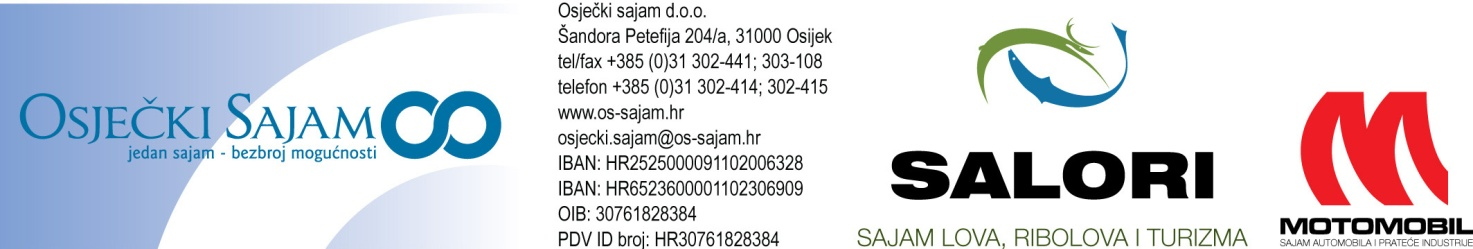 OSJEČKI SAJAM
jedan sajam - bezbroj mogućnosti
Osječki sajam d.o.o.
Šandora Petefija 204/a, 31000 Osijek
tel/fax +385 (0)31 302-441; 303-108
telefon +385 (0)31 302-414; 302-415
www.os-sajam.hr
osjecki.sajam@os-sajam.hr
IBAN: HR2525000091102006328
IBAN: HR6523600001102306909
OIB: 30761828384
PDV ID broj: HR30761828384
SALORI
SAJAM LOVA, RIBOLOVA I TURIZMA
MOTOMOBIL
SAJAM AUTOMOBILA I PRATEĆE INDUSTRI